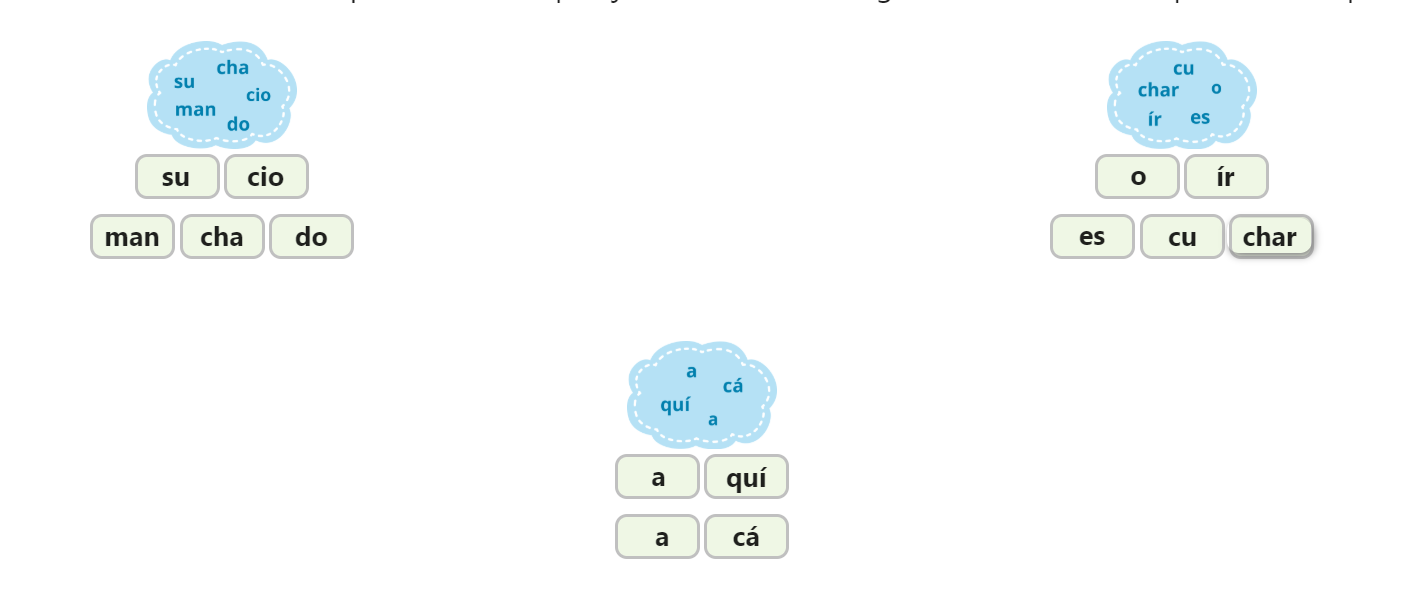 cha
su
cio
man
do
su cio
man cha do
cu
char o
ír es
o ír
es cu char
a
cá
quí
a
a quí
a cá